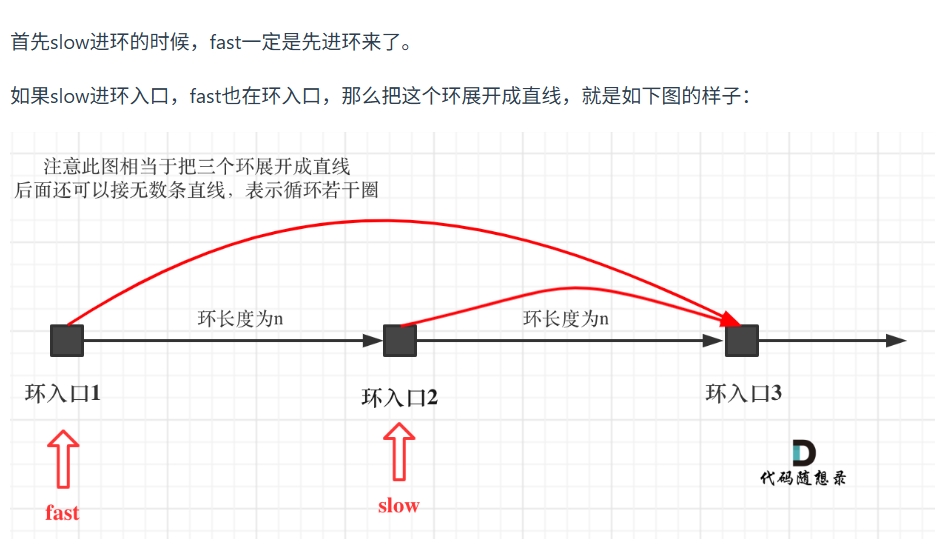 首先slow进环的时候，fast一定是先进环来了。
如果slow进环入口，fast也在环入口，那么把这个环展开成直线，就是如下图的样子：
注意此图相当于把三个环展开成直线
后面还可以接无数条直线，表示循环若干圈
环长度为n
环长度为n
环入口1
环入口2
环入口3
fast
slow
代码随想录